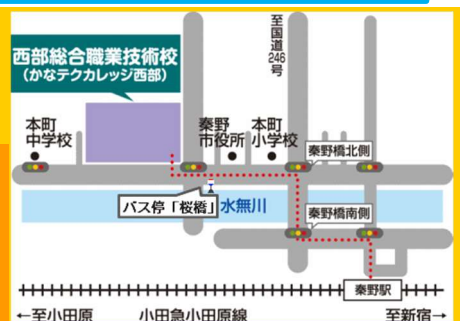 西部総合職業技術校
(かなテクカレッジ西部)
至国道246号
本町
中学校
秦野
市役所
本町
小学校
秦野橋北側
バス停「桜橋」
水無川
秦野橋南側
秦野駅
←至小田原
小田急小田原線
至新宿→